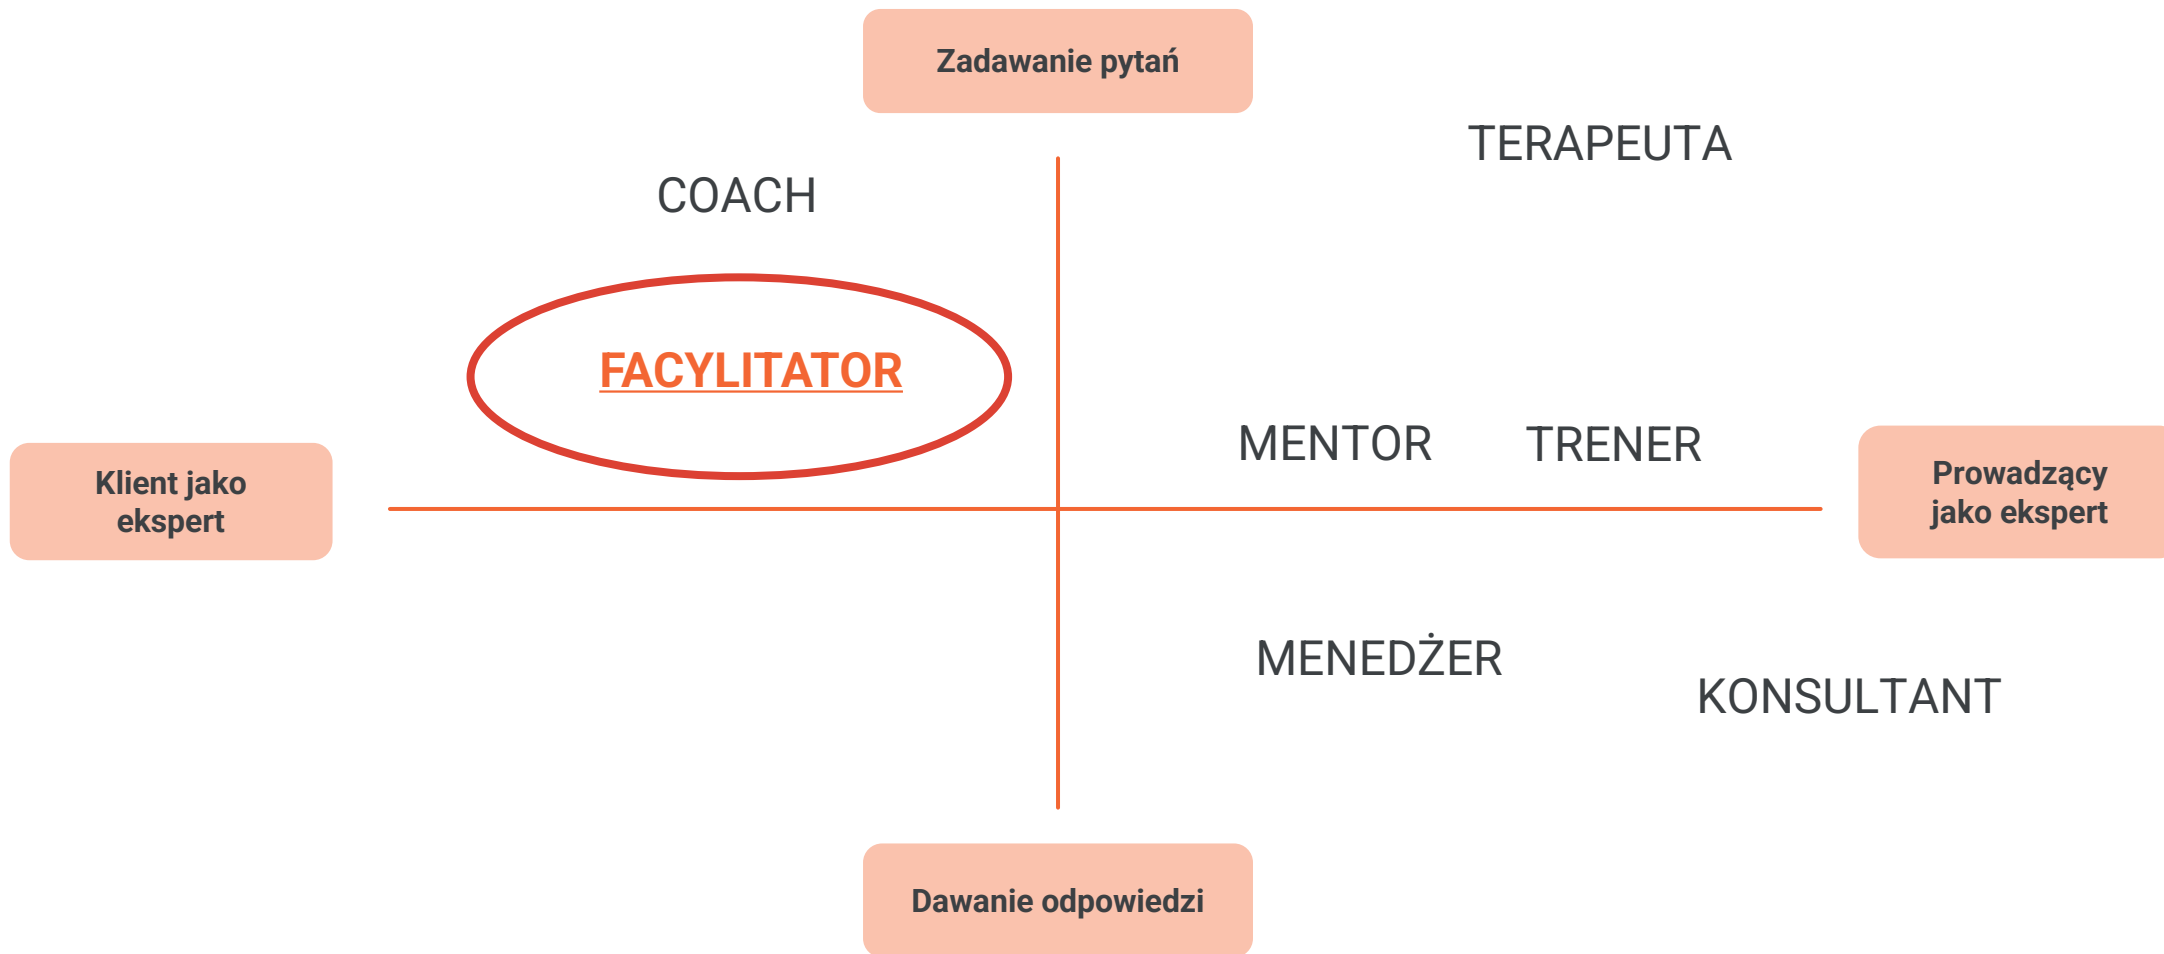 Zadawanie pytań
TERAPEUTA
COACH
FACYLITATOR
MENTOR
TRENER
Klient jako
ekspert
Prowadzący
jako ekspert
MENEDŻER
KONSULTANT
Dawanie odpowiedzi